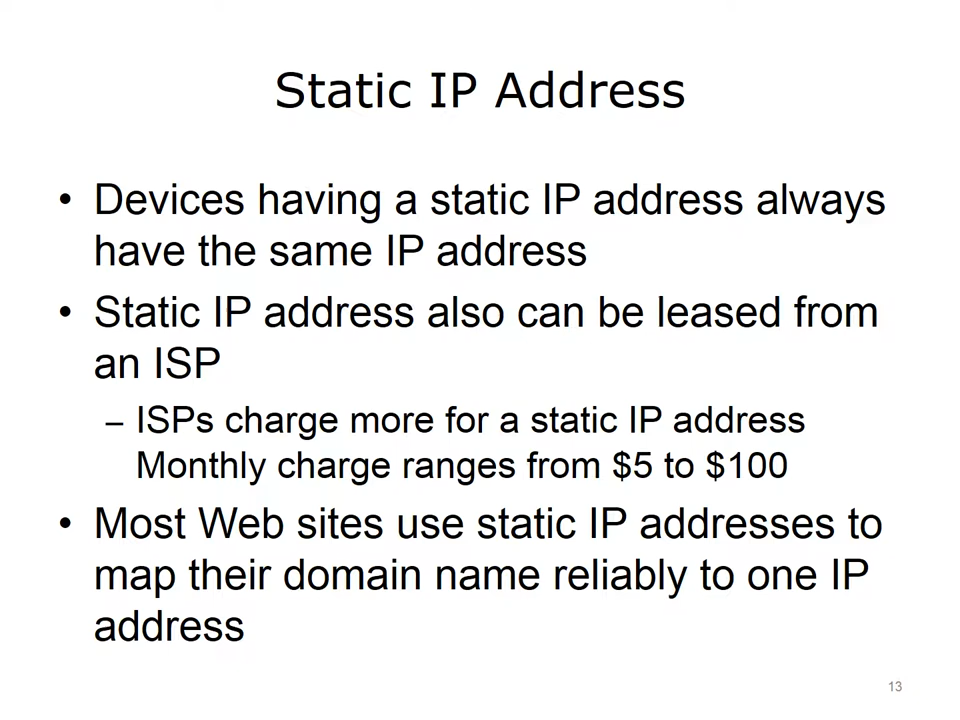 Static IP Address
• Devices having a static IP address always
have the same IP address
• Static IP address also can be leased from
an ISP
– ISPs charge more for a static IP address
Monthly charge ranges from $5 to $100
• Most Web sites use static IP addresses to
map their domain name reliably to one IP
address
13